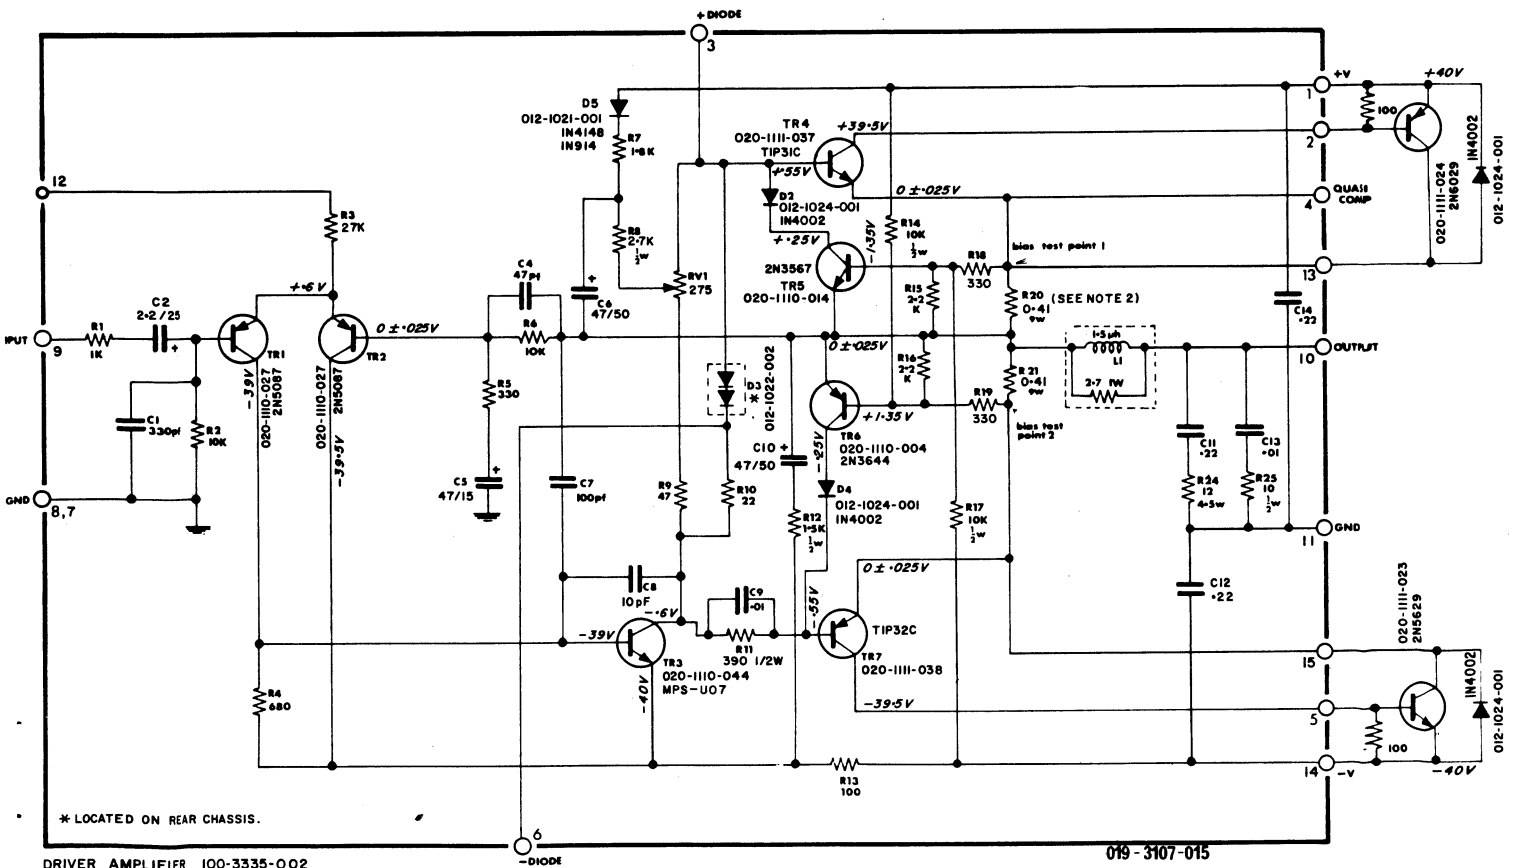 + DIODE
3
+V
1
+40V
100
2
020-1111-024
2N6029
1N4002
012-1024-001
QUASI
COMP
4
13
D5
012-1021-001
1N4148
1N914
R7
1·8K
TR4
020-1111-037
TIP31C
+39·5V
+·55V
0 ± ·025V
12
R3
27K
R8
2·7K
½w
D2
012-1024-001
1N4002
+·25V
-1·35V
R14
10K
½w
bias test point 1
2N3567
TR5
020-1110-014
R18
330
R15
2·2
K
R20
0·41
9w
(SEE NOTE 2)
C4
47pf
C6
47/50
RV1
275
C14
·22
+·6V
C2
2·2/25
+
R1
1K
IPUT
9
TR1
TR2
0 ± ·025V
R6
10K
0 ± ·025V
1·5 µh
L1
2·7 1W
OUTPUT
10
R16
2·2
K
R21
0·41
9w
-39V
020-1110-027
2N5087
020-1110-027
2N5087
-39·5V
R5
330
D3
*
012-1022-002
+1·35V
R19
330
bias test
point 2
TR6
020-1110-004
2N3644
-·25V
C1
330pf
R2
10K
C10 +
47/50
C11
·22
C13
·01
GND
8,7
C5
47/15
+
C7
100pf
R9
47
R10
22
D4
012-1024-001
1N4002
R12
1·5K
½w
R17
10K
½w
R24
12
4·5w
R25
10
½w
GND
11
C8
10pF
-·6V
C9
·01
R11
390 1/2W
-·55V
0 ± ·025V
TIP32C
TR7
020-1111-038
C12
·22
020-1111-023
2N5629
-39V
TR3
020-1110-044
MPS-U07
-40V
15
1N4002
012-1024-001
R4
680
-39·5V
5
100
R13
100
14
-V
-40V
* LOCATED ON REAR CHASSIS.
6
-DIODE
019-3107-015
DRIVER AMPLIFIER 100-3335-002